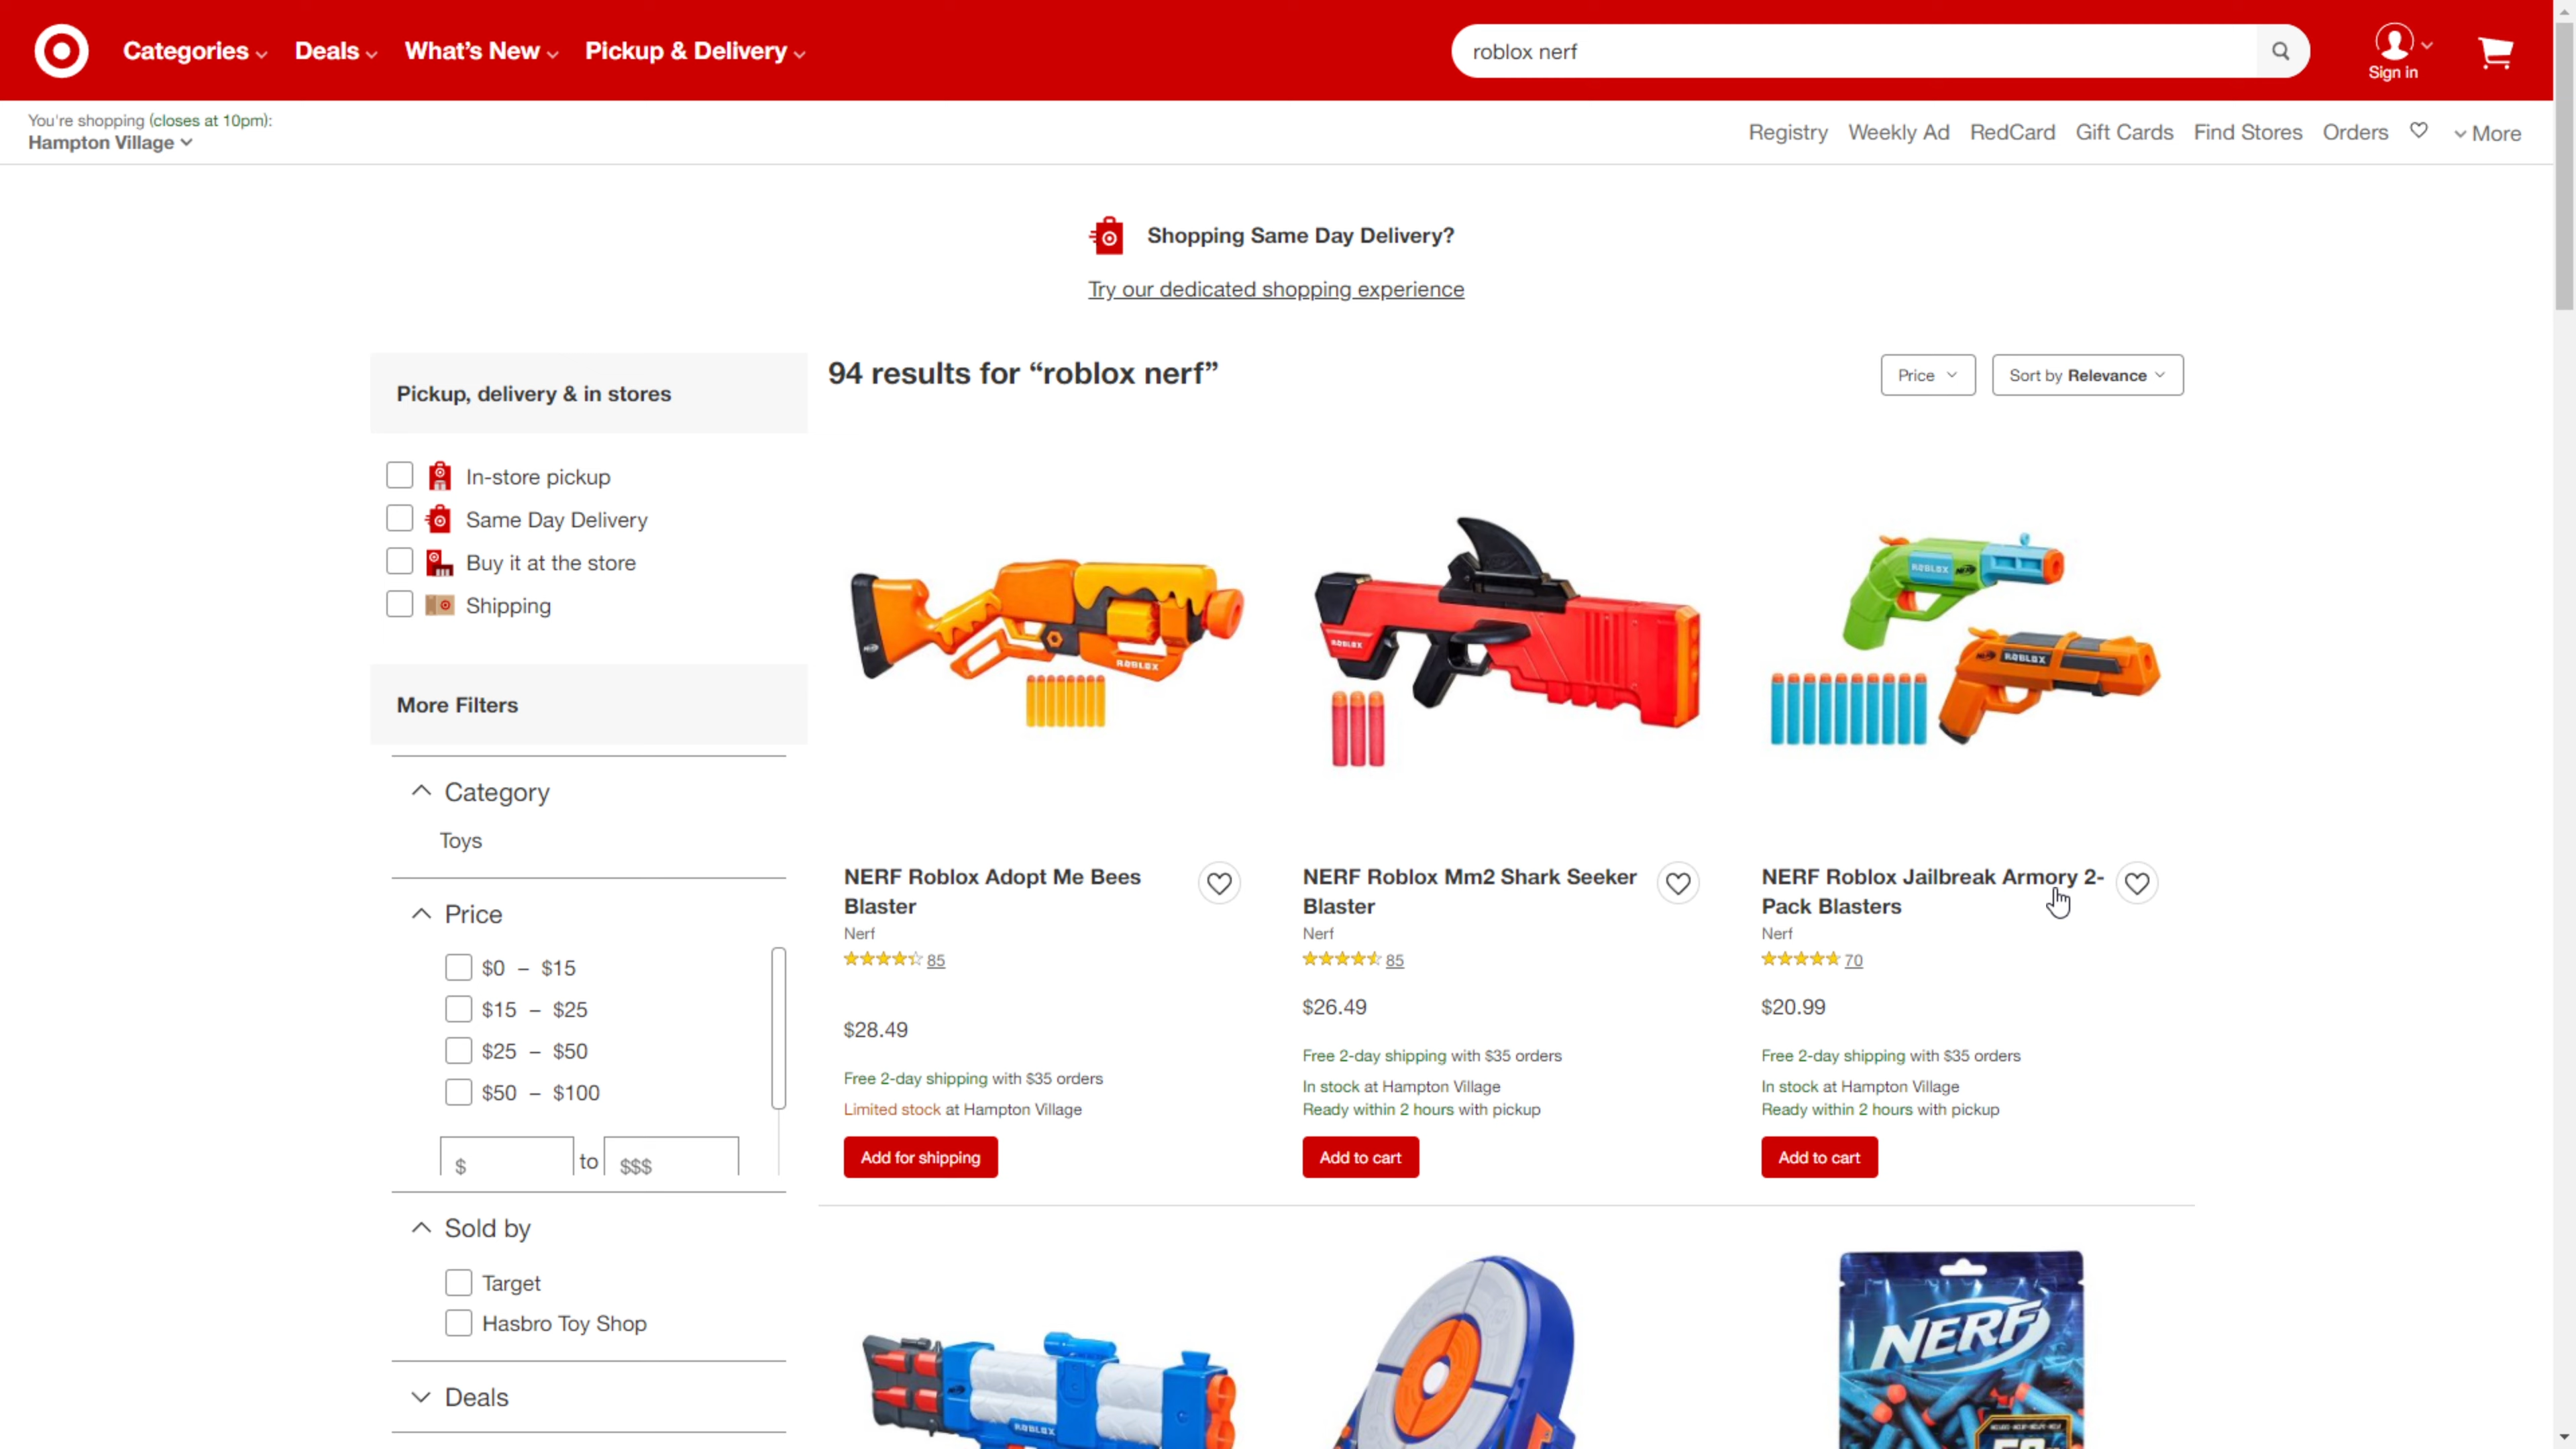 Categories Deals What's New Pickup & Delivery
roblox nerf
Sign in
You're shopping (closes at 10pm):
Hampton Village
Registry Weekly Ad RedCard Gift Cards Find Stores Orders More
Shopping Same Day Delivery?
Try our dedicated shopping experience
Pickup, delivery & in stores
In-store pickup
Same Day Delivery
Buy it at the store
Shipping
More Filters
Category
Toys
Price
$0 – $15
$15 – $25
$25 – $50
$50 – $100
$ to $$$
Sold by
Target
Hasbro Toy Shop
Deals
94 results for “roblox nerf”
Price
Sort by Relevance
ROBLOX
NERF Roblox Adopt Me Bees
Blaster
Nerf
85
$28.49
Free 2-day shipping with $35 orders
Limited stock at Hampton Village
Add for shipping
ROBLOX
NERF Roblox Mm2 Shark Seeker
Blaster
Nerf
85
$26.49
Free 2-day shipping with $35 orders
In stock at Hampton Village
Ready within 2 hours with pickup
Add to cart
ROBLOX NERF
NERF ROBLOX
NERF Roblox Jailbreak Armory 2-
Pack Blasters
Nerf
70
$20.99
Free 2-day shipping with $35 orders
In stock at Hampton Village
Ready within 2 hours with pickup
Add to cart
ROBLOX
NERF